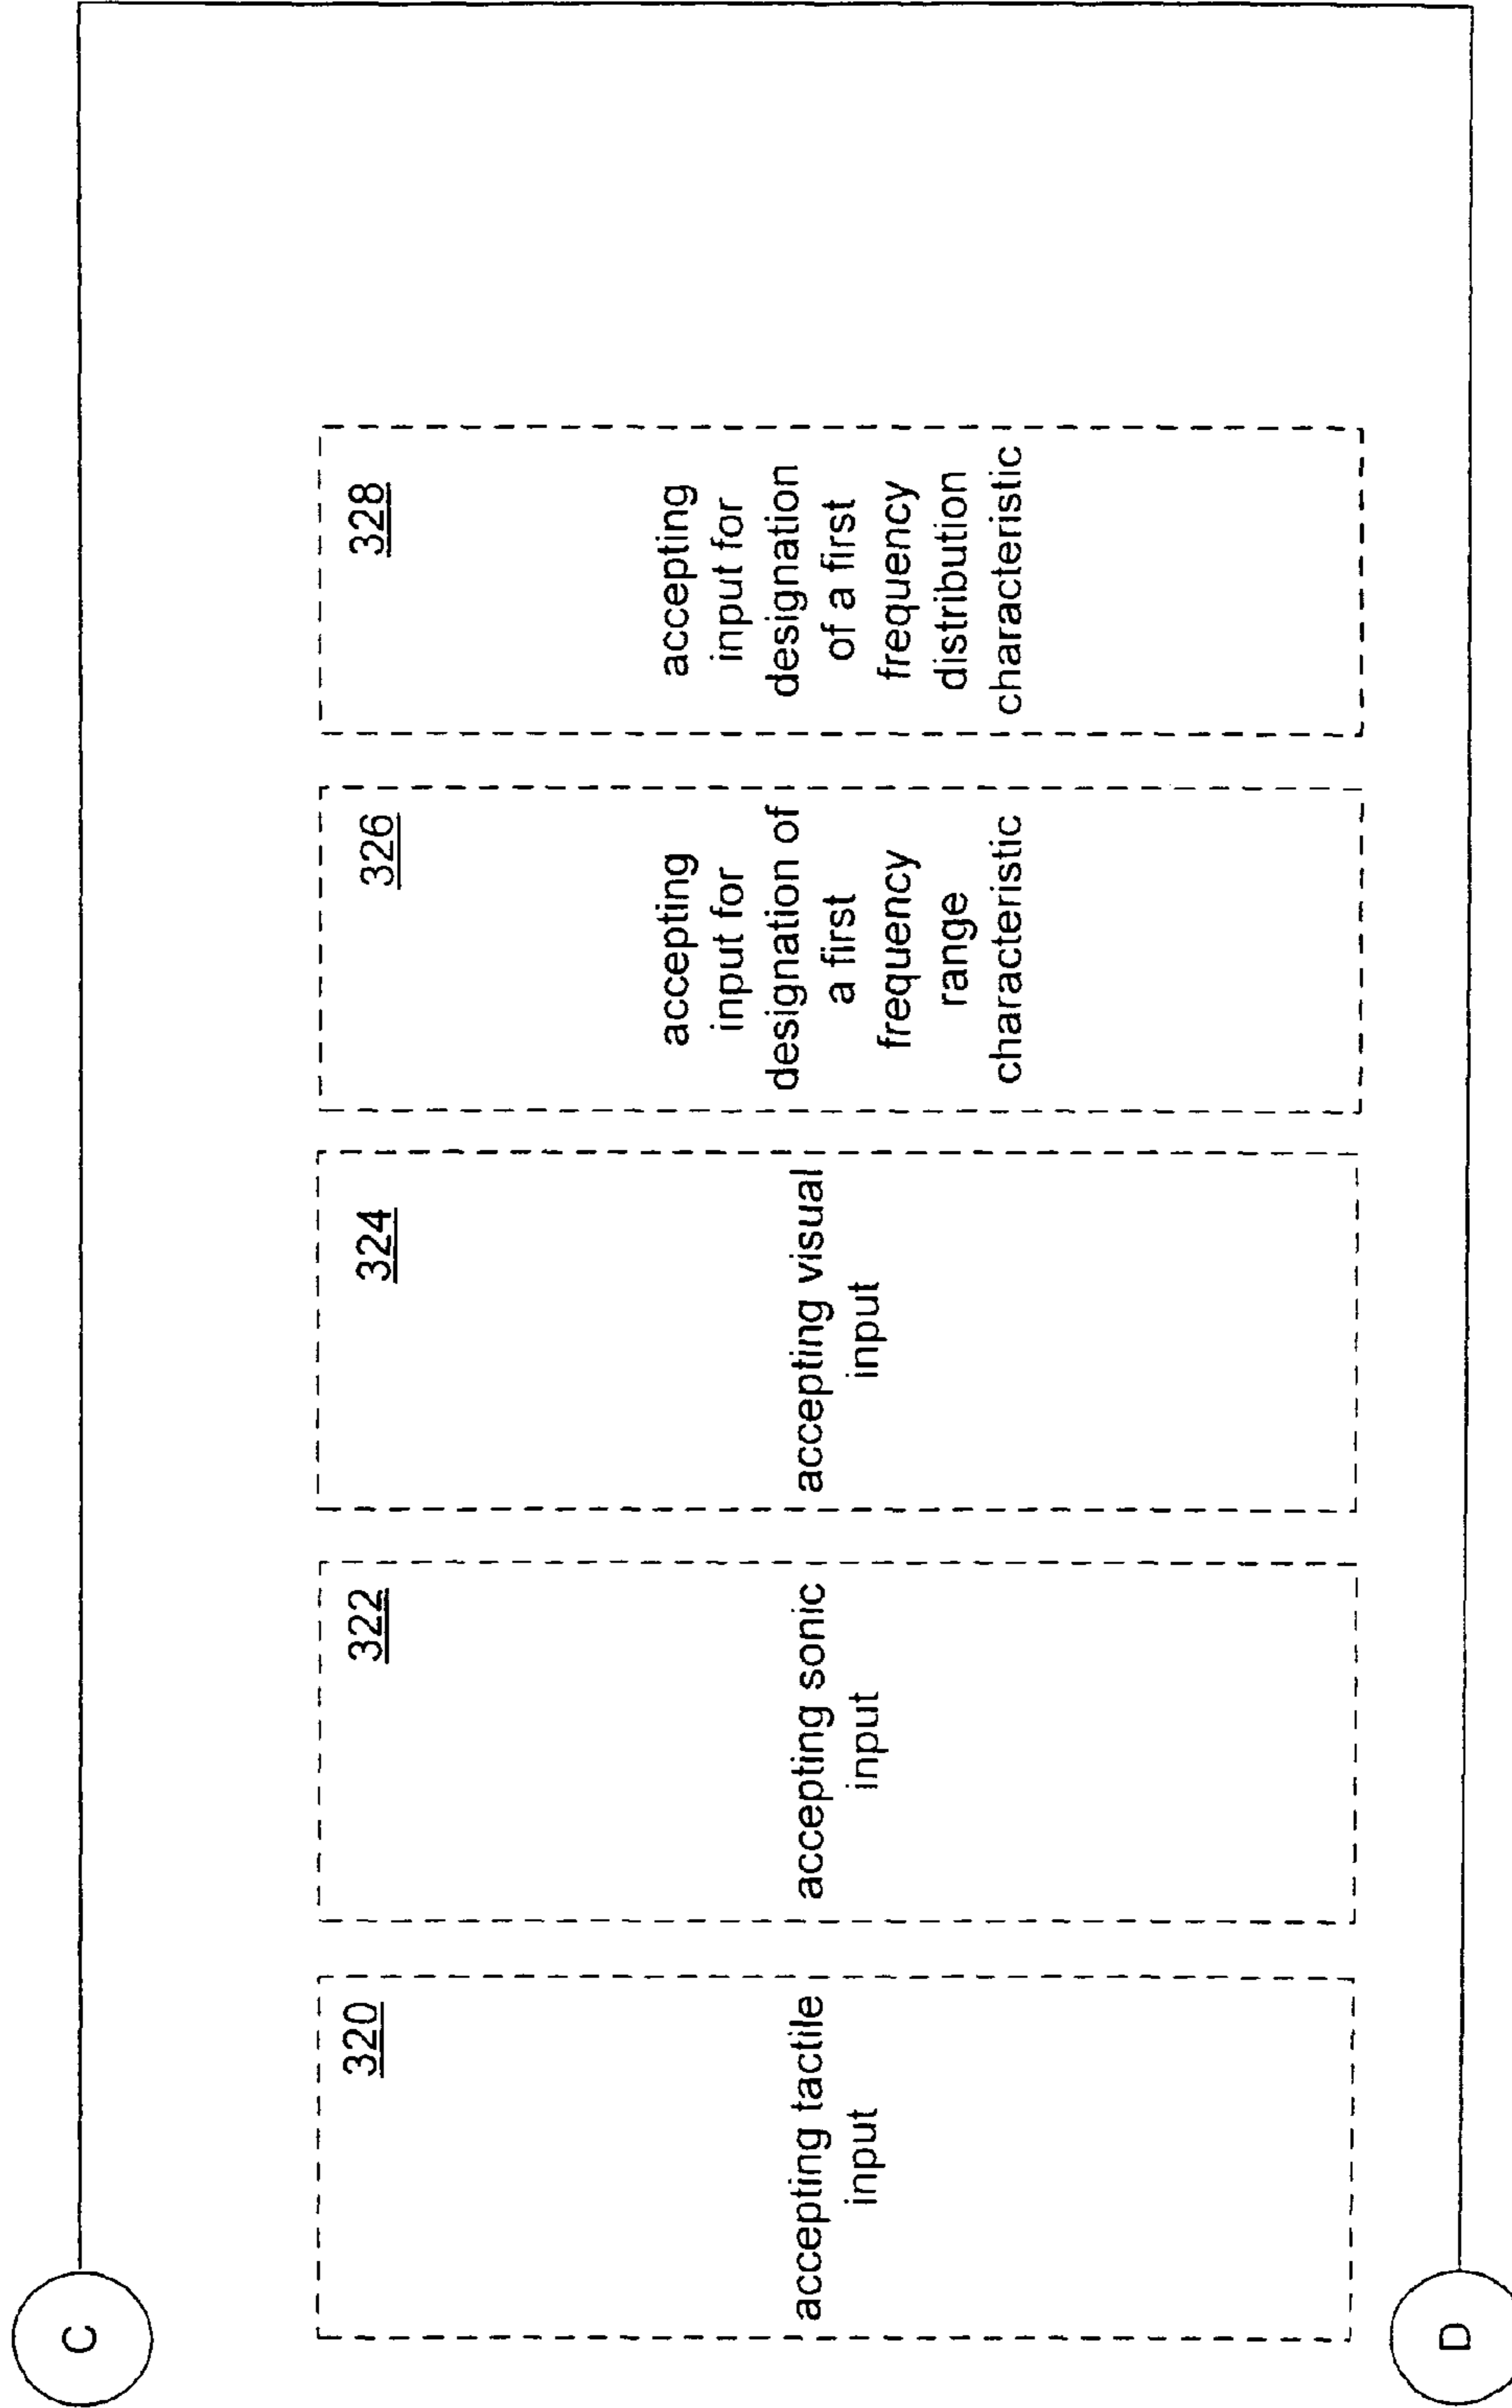 C
320
accepting tactile
input
322
accepting sonic
input
324
accepting visual
input
326
accepting
input for
designation of
a first
frequency
range
characteristic
328
accepting
input for
designation
of a first
frequency
distribution
characteristic
D